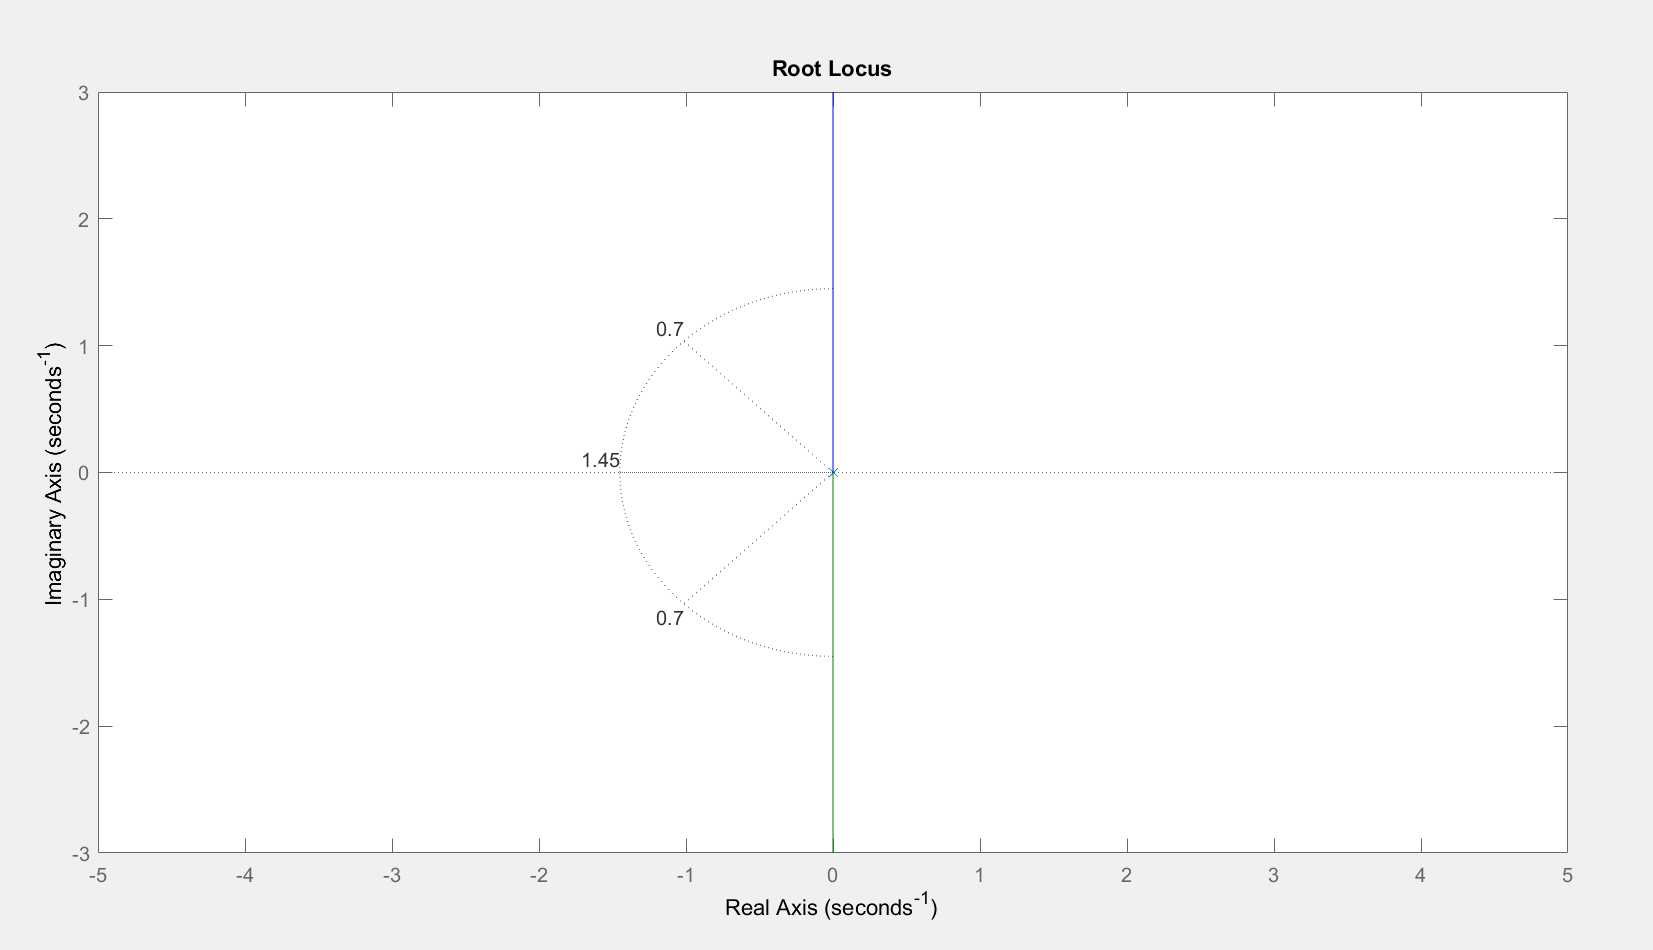 Root Locus
3
2
1
0
-1
-2
-3
Imaginary Axis (seconds⁻¹)
0.7
1.45
0.7
-5 -4 -3 -2 -1 0 1 2 3 4 5
Real Axis (seconds⁻¹)